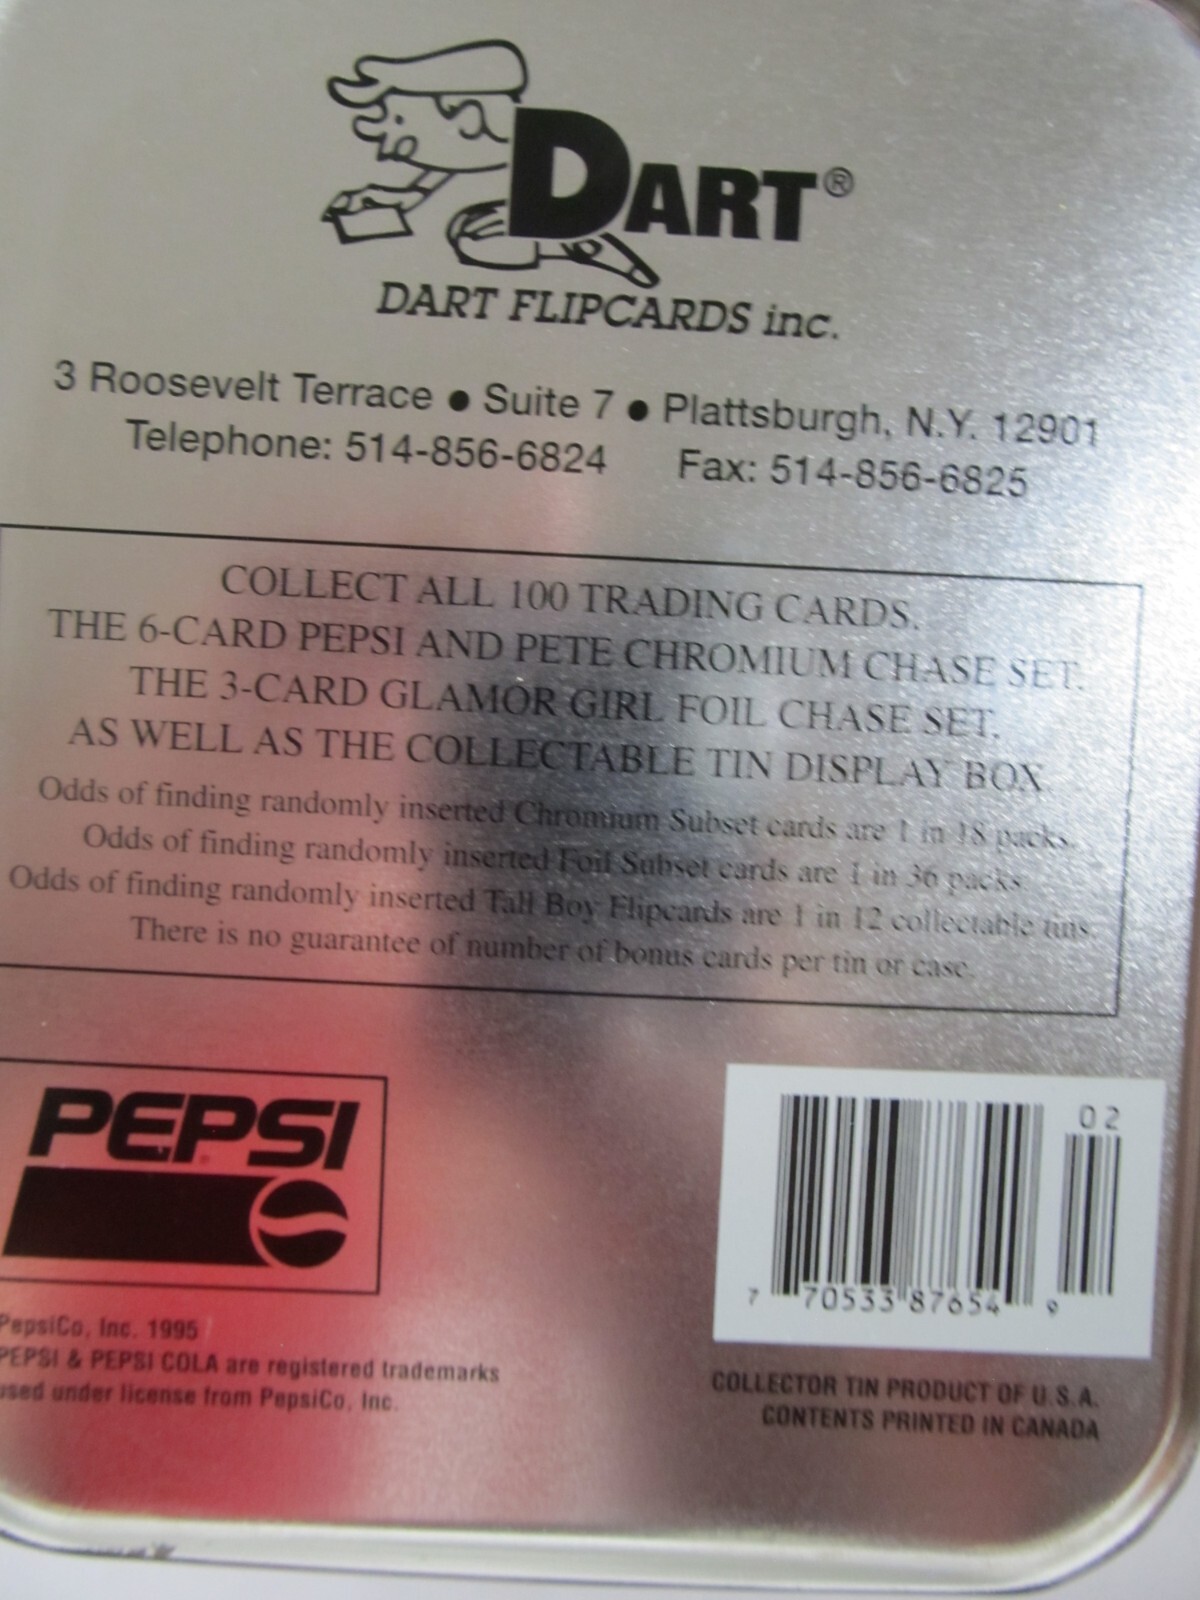 DART®
DART FLIPCARDS inc.
3 Roosevelt Terrace ● Suite 7 ● Plattsburgh, N.Y. 12901
Telephone: 514-856-6824 Fax: 514-856-6825
COLLECT ALL 100 TRADING CARDS.
THE 6-CARD PEPSI AND PETE CHROMIUM CHASE SET.
THE 3-CARD GLAMOR GIRL FOIL CHASE SET.
AS WELL AS THE COLLECTABLE TIN DISPLAY BOX.
Odds of finding randomly inserted Chromium Subset cards are 1 in 18 packs.
Odds of finding randomly inserted Foil Subset cards are 1 in 36 packs.
Odds of finding randomly inserted Tall Boy Flipcards are 1 in 12 collectable tins.
There is no guarantee of number of bonus cards per tin or case.
PEPSI
PepsiCo, Inc. 1995
PEPSI & PEPSI COLA are registered trademarks
used under license from PepsiCo, Inc.
02
7 70533 87654 9
COLLECTOR TIN PRODUCT OF U.S.A.
CONTENTS PRINTED IN CANADA